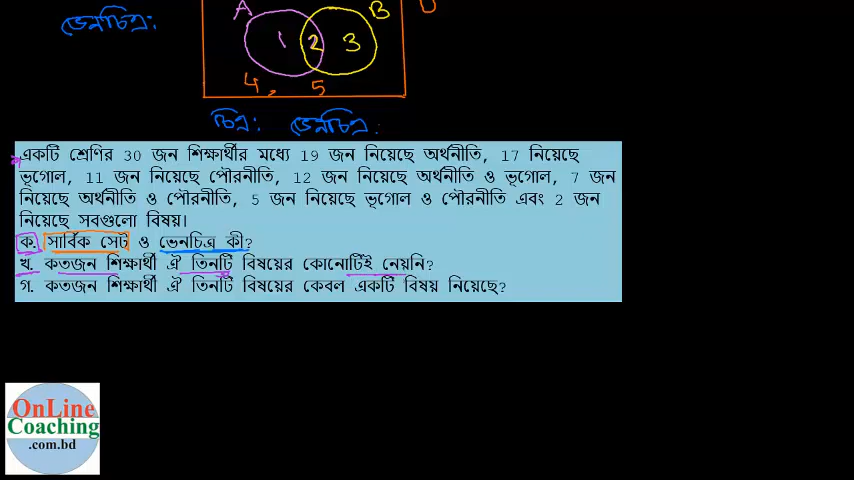 ভেনচিত্র:
A
B
U
1
2
3
4,
5
চিত্র: ভেনচিত্র:
একটি শ্রেণির 30 জন শিক্ষার্থীর মধ্যে 19 জন নিয়েছে অর্থনীতি, 17 নিয়েছে
ভূগোল, 11 জন নিয়েছে পৌরনীতি, 12 জন নিয়েছে অর্থনীতি ও ভূগোল, 7 জন
নিয়েছে অর্থনীতি ও পৌরনীতি, 5 জন নিয়েছে ভূগোল ও পৌরনীতি এবং 2 জন
নিয়েছে সবগুলো বিষয়।
ক. সার্বিক সেট ও ভেনচিত্র কী?
খ. কতজন শিক্ষার্থী ঐ তিনটি বিষয়ের কোনোটিই নেয়নি?
গ. কতজন শিক্ষার্থী ঐ তিনটি বিষয়ের কেবল একটি বিষয় নিয়েছে?
OnLine
Coaching
.com.bd